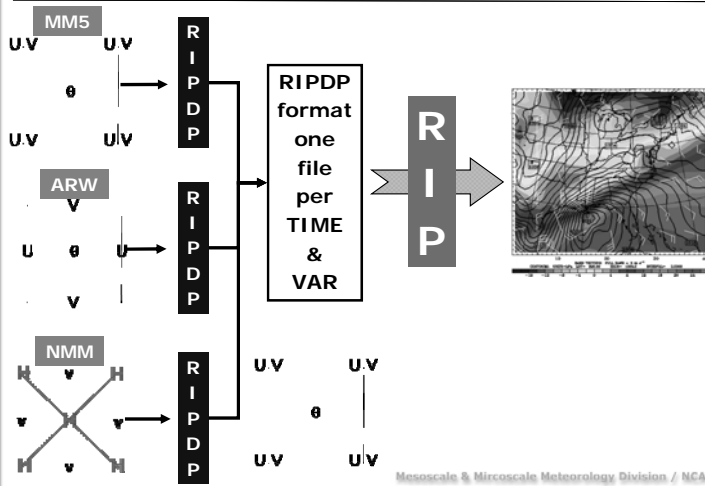 MM5
U,V U,V
θ
U,V U,V
R
I
P
D
P
ARW
V
U θ U
V
R
I
P
D
P
NMM
H v H
v H v
H v H
R
I
P
D
P
RIPDP
format
one
file
per
TIME
&
VAR
R
I
P
U,V U,V
θ
U,V U,V
Mesoscale & Mircoscale Meteorology Division / NCA